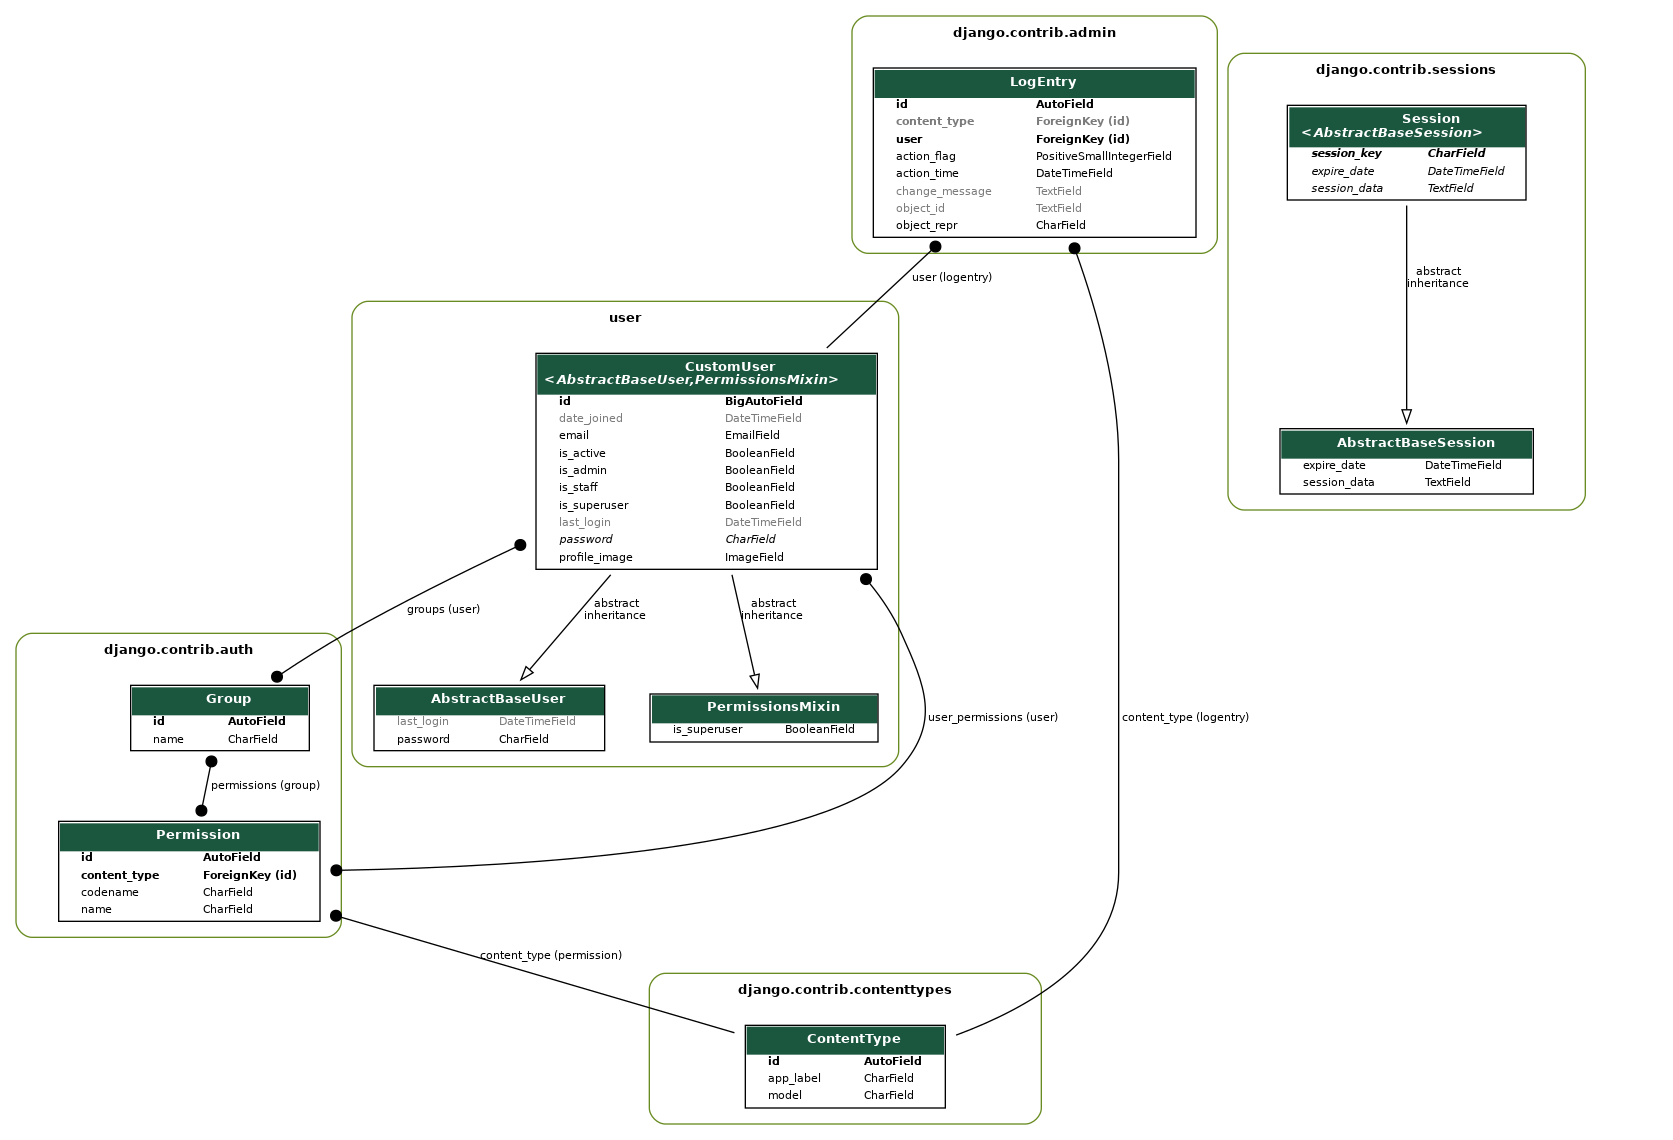 django.contrib.admin
LogEntry
id AutoField
content_type ForeignKey (id)
user ForeignKey (id)
action_flag PositiveSmallIntegerField
action_time DateTimeField
change_message TextField
object_id TextField
object_repr CharField
django.contrib.sessions
Session
<AbstractBaseSession>
session_key CharField
expire_date DateTimeField
session_data TextField
abstract
inheritance
AbstractBaseSession
expire_date DateTimeField
session_data TextField
user (logentry)
user
CustomUser
<AbstractBaseUser,PermissionsMixin>
id BigAutoField
date_joined DateTimeField
email EmailField
is_active BooleanField
is_admin BooleanField
is_staff BooleanField
is_superuser BooleanField
last_login DateTimeField
password CharField
profile_image ImageField
groups (user)
abstract
inheritance
abstract
inheritance
AbstractBaseUser
last_login DateTimeField
password CharField
PermissionsMixin
is_superuser BooleanField
user_permissions (user)
content_type (logentry)
django.contrib.auth
Group
id AutoField
name CharField
permissions (group)
Permission
id AutoField
content_type ForeignKey (id)
codename CharField
name CharField
content_type (permission)
django.contrib.contenttypes
ContentType
id AutoField
app_label CharField
model CharField